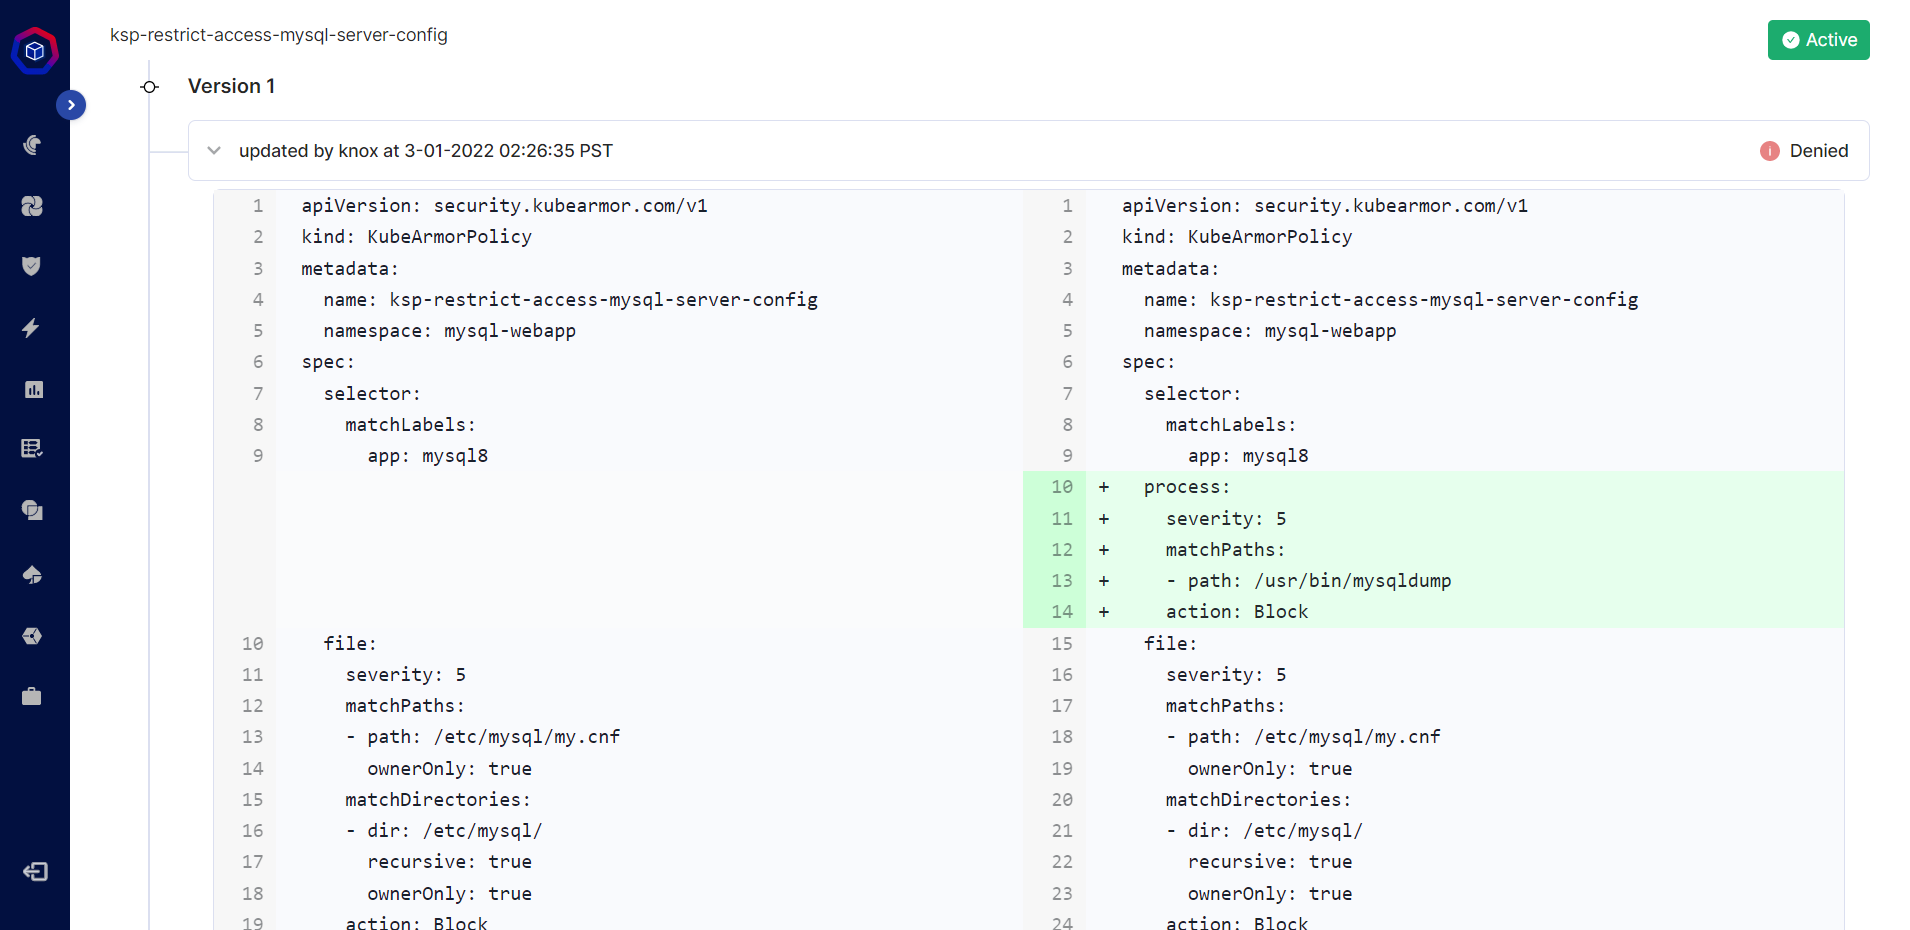 ksp-restrict-access-mysql-server-config
Active
Version 1
updated by knox at 3-01-2022 02:26:35 PST
Denied
1 apiVersion: security.kubearmor.com/v1
2 kind: KubeArmorPolicy
3 metadata:
4   name: ksp-restrict-access-mysql-server-config
5   namespace: mysql-webapp
6 spec:
7   selector:
8     matchLabels:
9       app: mysql8
10   file:
11     severity: 5
12     matchPaths:
13     - path: /etc/mysql/my.cnf
14       ownerOnly: true
15     matchDirectories:
16     - dir: /etc/mysql/
17       recursive: true
18       ownerOnly: true
19     action: Block
1 apiVersion: security.kubearmor.com/v1
2 kind: KubeArmorPolicy
3 metadata:
4   name: ksp-restrict-access-mysql-server-config
5   namespace: mysql-webapp
6 spec:
7   selector:
8     matchLabels:
9       app: mysql8
10 +   process:
11 +     severity: 5
12 +     matchPaths:
13 +     - path: /usr/bin/mysqldump
14 +     action: Block
15   file:
16     severity: 5
17     matchPaths:
18     - path: /etc/mysql/my.cnf
19       ownerOnly: true
20     matchDirectories:
21     - dir: /etc/mysql/
22       recursive: true
23       ownerOnly: true
24     action: Block